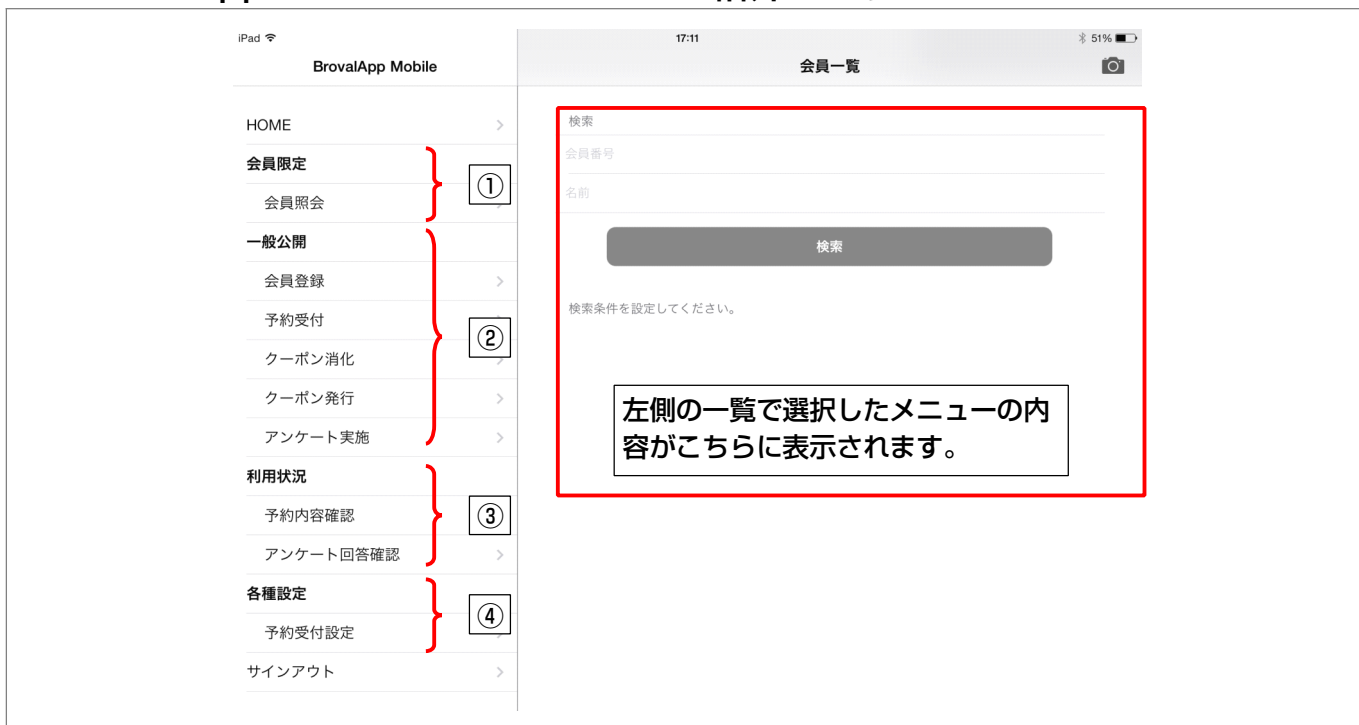 iPad
17:11
51%
BrovalApp Mobile
会員一覧
HOME
会員限定
会員照会
①
一般公開
会員登録
予約受付
クーポン消化
クーポン発行
アンケート実施
②
利用状況
予約内容確認
アンケート回答確認
③
各種設定
予約受付設定
④
サインアウト
検索
会員番号
名前
検索
検索条件を設定してください。
左側の一覧で選択したメニューの内
容がこちらに表示されます。